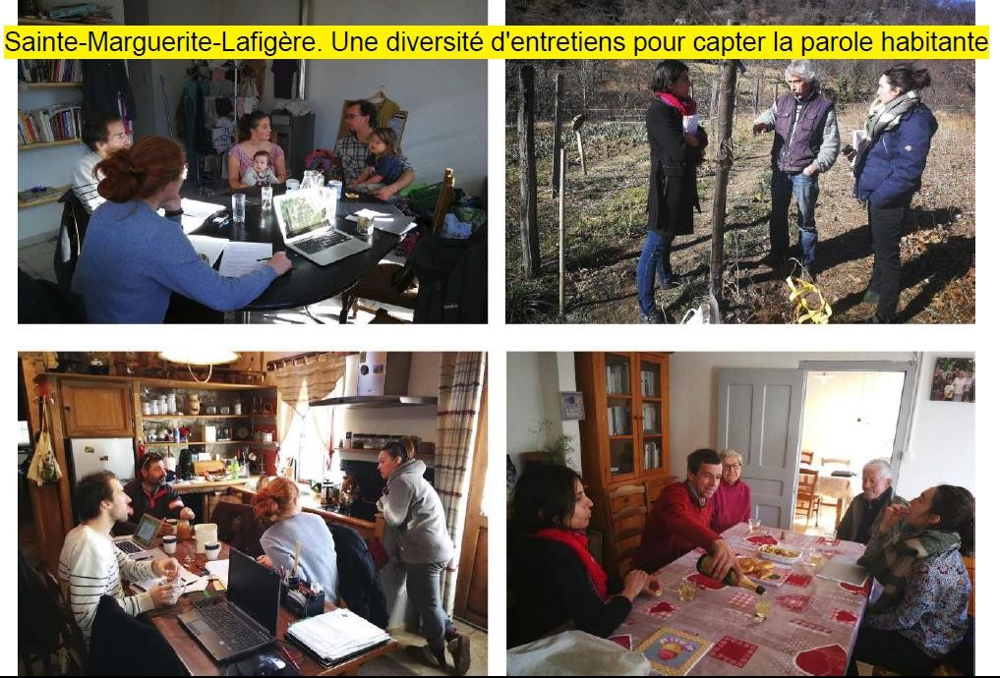 Sainte-Marguerite-Lafigère. Une diversité d'entretiens pour capter la parole habitante